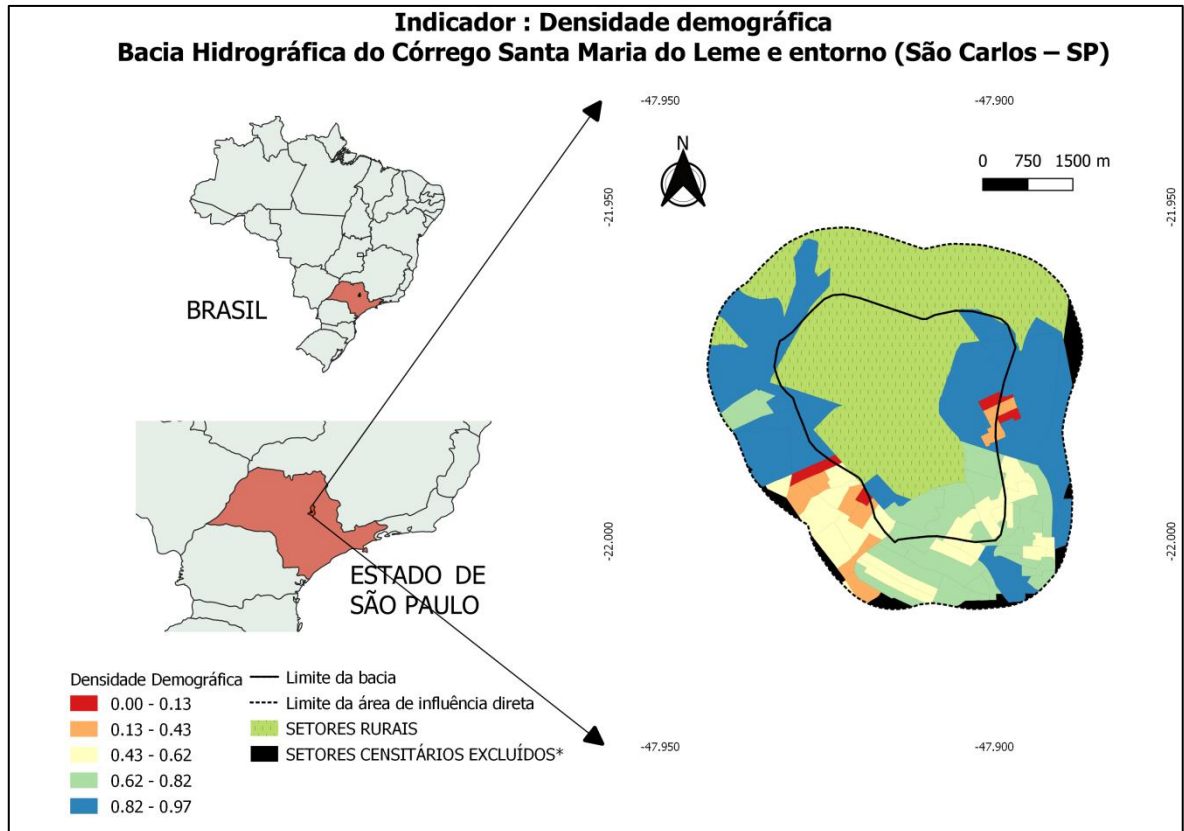 Indicador : Densidade demográfica
Bacia Hidrográfica do Córrego Santa Maria do Leme e entorno (São Carlos – SP)
-47.950
-47.900
N
0 750 1500 m
-21.950
-21.950
BRASIL
-22.000
-22.000
ESTADO DE
SÃO PAULO
Densidade Demográfica
0.00 - 0.13
0.13 - 0.43
0.43 - 0.62
0.62 - 0.82
0.82 - 0.97
Limite da bacia
Limite da área de influência direta
SETORES RURAIS
SETORES CENSITÁRIOS EXCLUÍDOS*
-47.950
-47.900